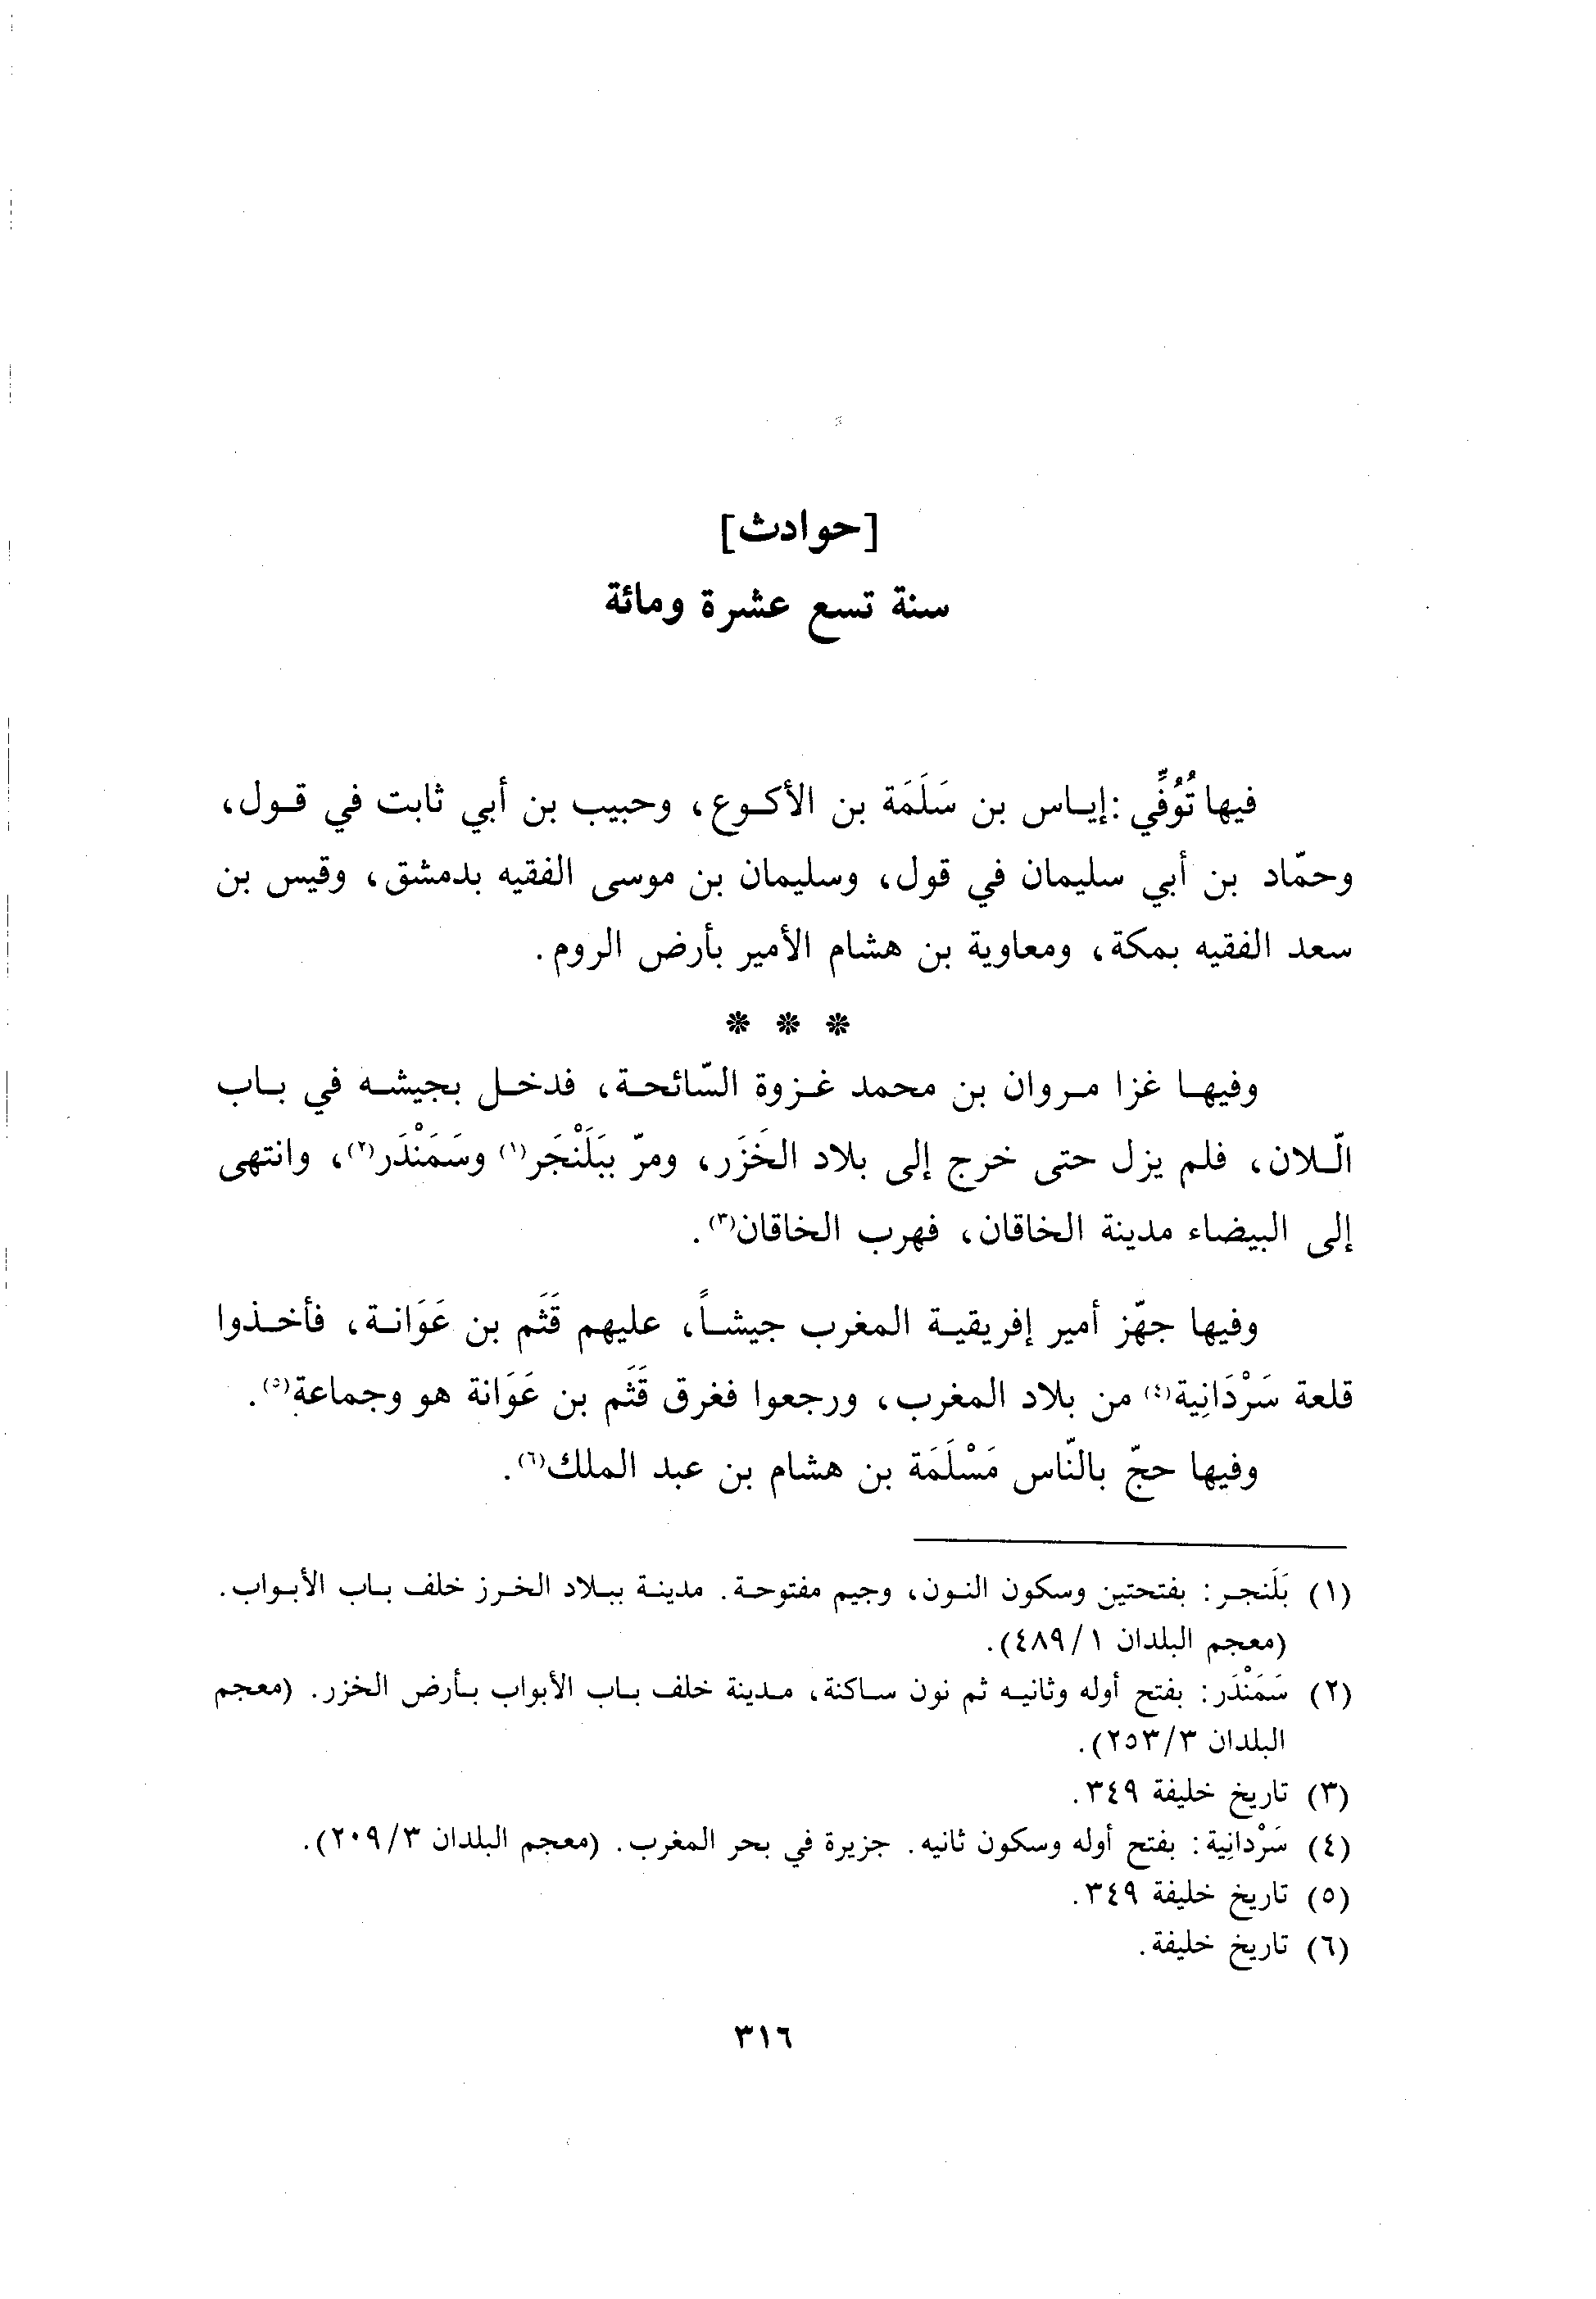 [حوادث]
سنة تسع عشرة ومائة
فيها تُوُفِّي: إياس بن سَلَمَة بن الأكوع، وحبيب بن أبي ثابت في قول،
وحمّاد بن أبي سليمان في قول، وسليمان بن موسى الفقيه بدمشق، وقيس بن
سعد الفقيه بمكة، ومعاوية بن هشام الأمير بأرض الروم.
* * *
وفيها غزا مروان بن محمد غزوة السّائحة، فدخل بجيشه في باب
الّلان، فلم يزل حتى خرج إلى بلاد الخَزَر، ومرّ ببَلَنْجَر(١) وسَمَنْدَر(٢)، وانتهى
إلى البيضاء مدينة الخاقان، فهرب الخاقان(٣).
وفيها جهّز أمير إفريقية المغرب جيشاً، عليهم قَثَم بن عَوَانة، فأخذوا
قلعة سَرْدَانِية(٤) من بلاد المغرب، ورجعوا فغرق قَثَم بن عَوَانة هو وجماعة(٥).
وفيها حجّ بالنّاس مَسْلَمَة بن هشام بن عبد الملك(٦).
(١) بَلَنجر: بفتحتين وسكون النون، وجيم مفتوحة. مدينة ببلاد الخرز خلف باب الأبواب.
(معجم البلدان ١/ ٤٨٩).
(٢) سَمَنْدَر: بفتح أوله وثانيه ثم نون ساكنة، مدينة خلف باب الأبواب بأرض الخزر. (معجم
البلدان ٣/ ٢٥٣).
(٣) تاريخ خليفة ٣٤٩.
(٤) سَرْدانِية: بفتح أوله وسكون ثانيه. جزيرة في بحر المغرب. (معجم البلدان ٣/ ٢٠٩).
(٥) تاريخ خليفة ٣٤٩.
(٦) تاريخ خليفة.
٣١٦